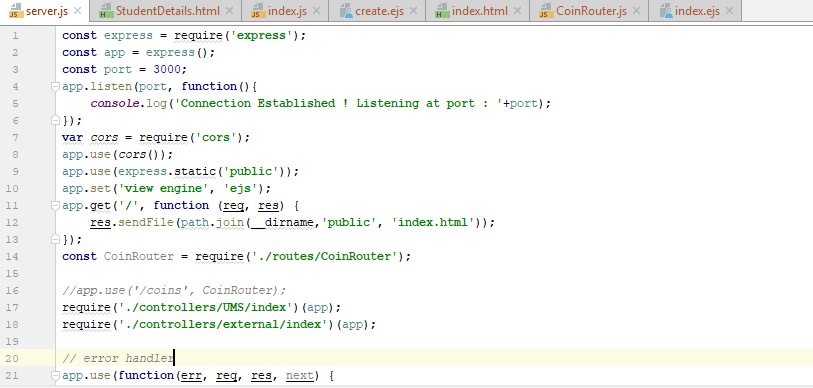 server.js StudentDetails.html index.js create.ejs index.html CoinRouter.js index.ejs
1 const express = require('express');
2 const app = express();
3 const port = 3000;
4 app.listen(port, function(){
5     console.log('Connection Established ! Listening at port : '+port);
6 });
7 var cors = require('cors');
8 app.use(cors());
9 app.use(express.static('public'));
10 app.set('view engine', 'ejs');
11 app.get('/', function (req, res) {
12     res.sendFile(path.join(__dirname,'public', 'index.html'));
13 });
14 const CoinRouter = require('./routes/CoinRouter');
15
16 //app.use('/coins', CoinRouter);
17 require('./controllers/UMS/index')(app);
18 require('./controllers/external/index')(app);
19
20 // error handler
21 app.use(function(err, req, res, next) {